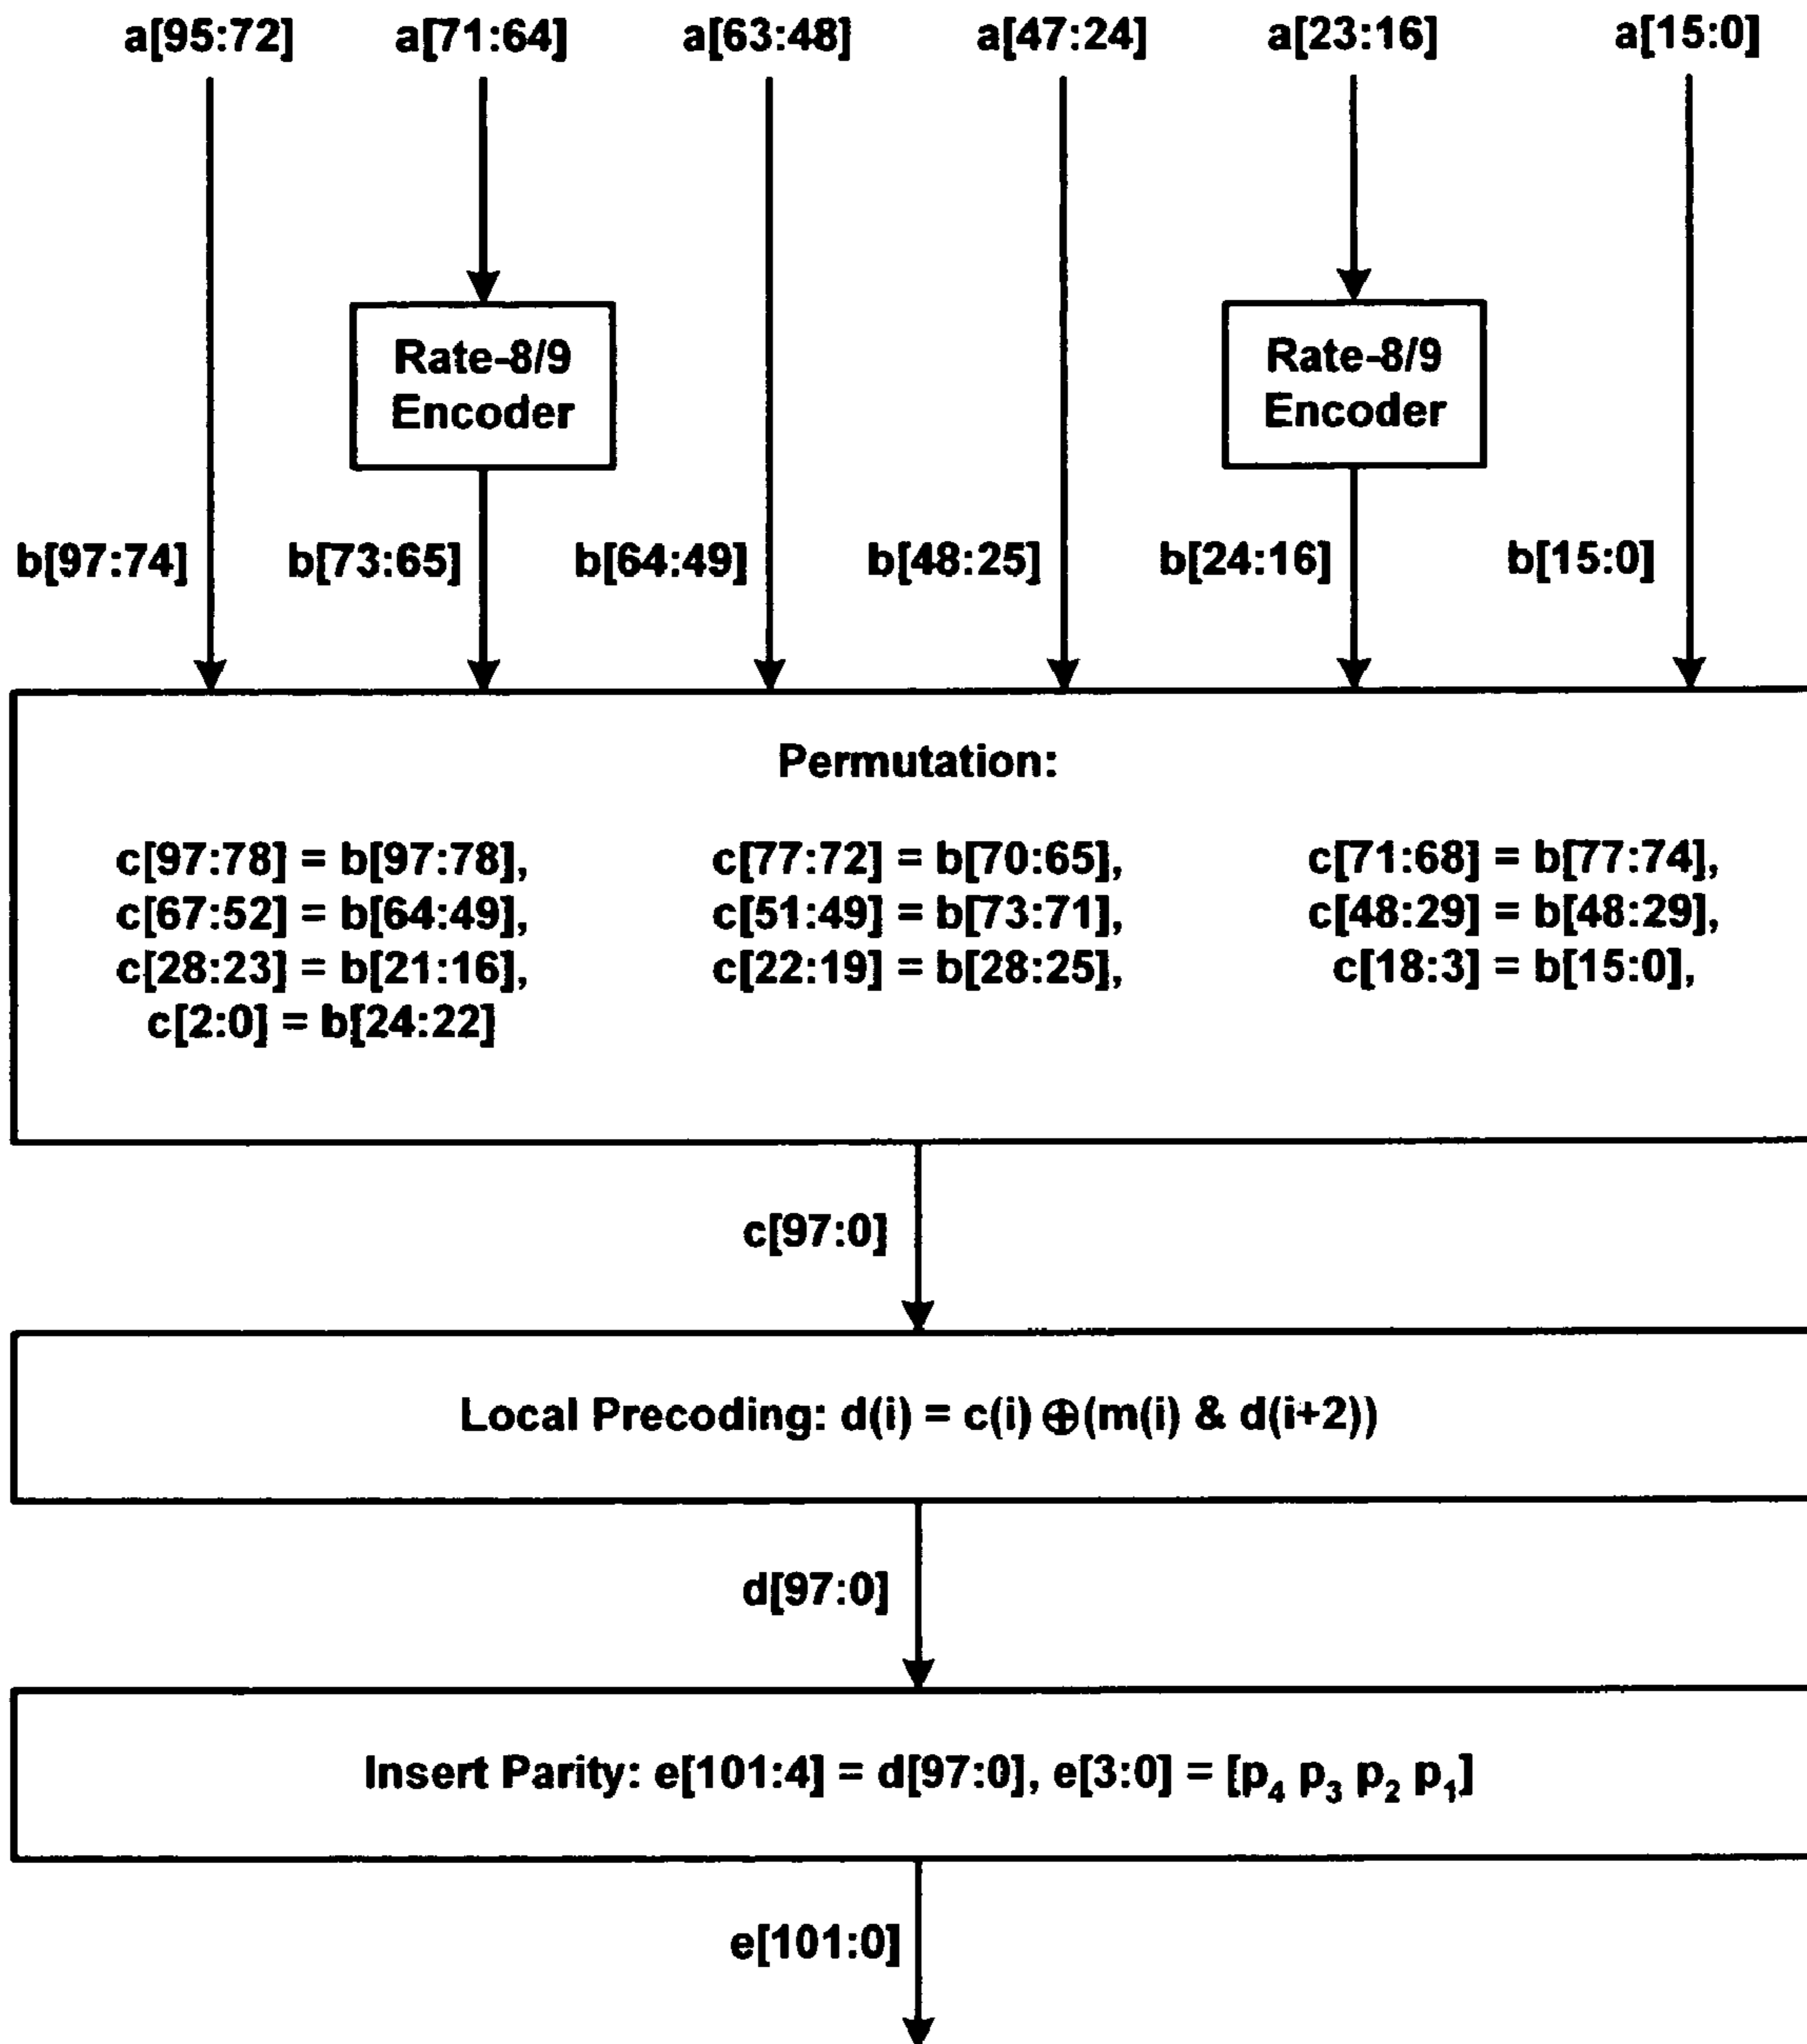 a[95:72] a[71:64] a[63:48] a[47:24] a[23:16] a[15:0]
Rate-8/9 Rate-8/9
Encoder Encoder
b[97:74] b[73:65] b[64:49] b[48:25] b[24:16] b[15:0]
Permutation:
c[97:78] = b[97:78], c[77:72] = b[70:65], c[71:68] = b[77:74],
c[67:52] = b[64:49], c[51:49] = b[73:71], c[48:29] = b[48:29],
c[28:23] = b[21:16], c[22:19] = b[28:25], c[18:3] = b[15:0],
c[2:0] = b[24:22]
c[97:0]
Local Precoding: d(i) = c(i) ⊕ (m(i) & d(i+2))
d[97:0]
Insert Parity: e[101:4] = d[97:0], e[3:0] = [p₄ p₃ p₂ p₁]
e[101:0]